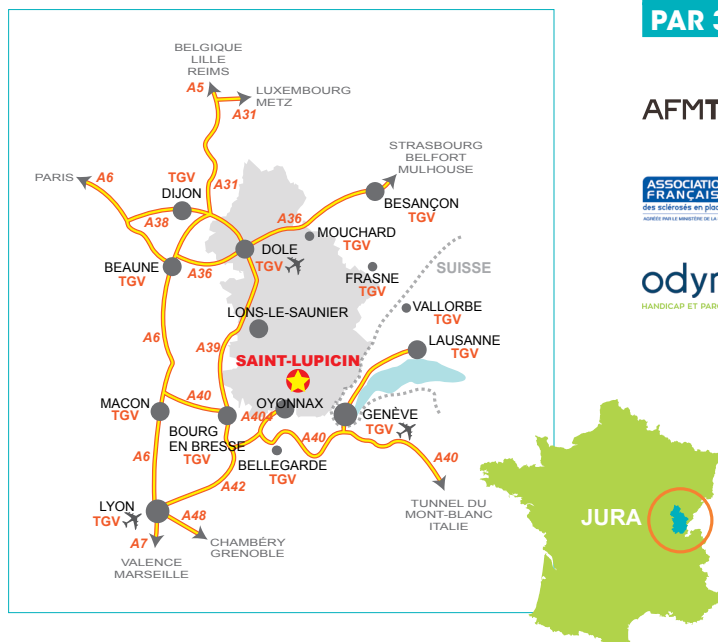 PAR 3
BELGIQUE
LILLE
REIMS
A5
LUXEMBOURG
METZ
A31
AFMT
STRASBOURG
BELFORT
MULHOUSE
PARIS
A6
TGV
DIJON
A31
BESANÇON
TGV
ASSOCIATION
FRANÇAIS
des sclérosés en plac
A38
A36
MOUCHARD
TGV
DOLE
TGV
BEAUNE
TGV
A36
FRASNE
TGV
SUISSE
odyn
HANDICAP ET PARC
VALLORBE
TGV
LONS-LE-SAUNIER
A6
A39
LAUSANNE
TGV
SAINT-LUPICIN
A40
MACON
TGV
OYONNAX
A404
GENÈVE
TGV
BOURG
EN BRESSE
TGV
A40
A6
BELLEGARDE
TGV
A40
A42
LYON
TGV
A48
TUNNEL DU
MONT-BLANC
ITALIE
JURA
A7
CHAMBÉRY
GRENOBLE
VALENCE
MARSEILLE